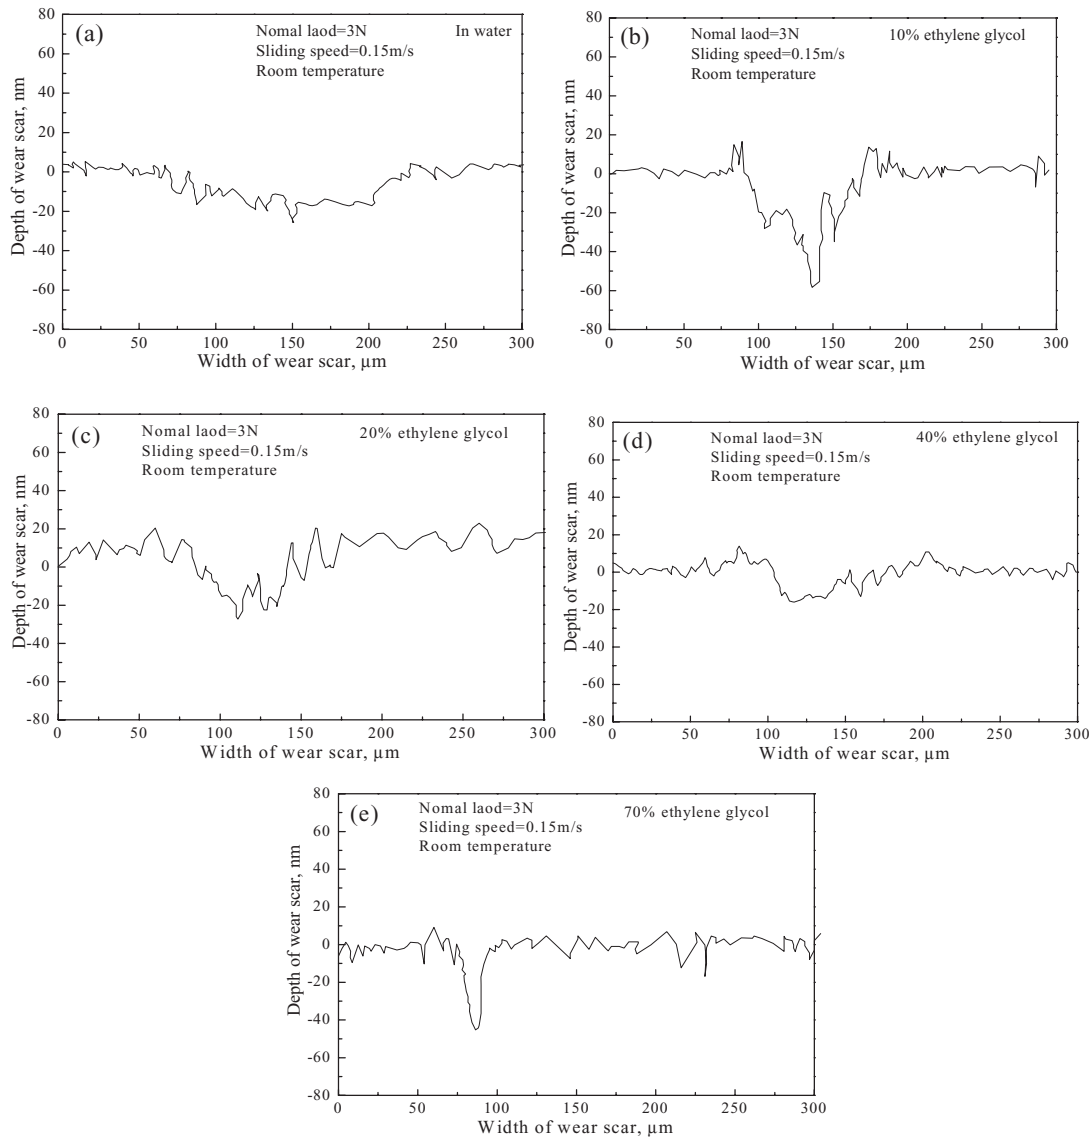 (a)
Nomal laod=3N
In water
Sliding speed=0.15m/s
Room temperature
Depth of wear scar, nm
80
60
40
20
0
-20
-40
-60
-80
0 50 100 150 200 250 300
Width of wear scar, µm
(b)
Nomal laod=3N
10% ethylene glycol
Sliding speed=0.15m/s
Room temperature
Depth of wear scar, nm
80
60
40
20
0
-20
-40
-60
-80
0 50 100 150 200 250 300
Width of wear scar, µm
(c)
Nomal laod=3N
20% ethylene glycol
Sliding speed=0.15m/s
Room temperature
Depth of wear scar, nm
80
60
40
20
0
-20
-40
-60
-80
0 50 100 150 200 250 300
Width of wear scar, µm
(d)
Nomal laod=3N
40% ethylene glycol
Sliding speed=0.15m/s
Room temperature
Depth of wear scar, nm
80
60
40
20
0
-20
-40
-60
-80
0 50 100 150 200 250 300
Width of wear scar, µm
(e)
Nomal laod=3N
70% ethylene glycol
Sliding speed=0.15m/s
Room temperature
Depth of wear scar, nm
80
60
40
20
0
-20
-40
-60
-80
0 50 100 150 200 250 300
Width of wear scar, µm